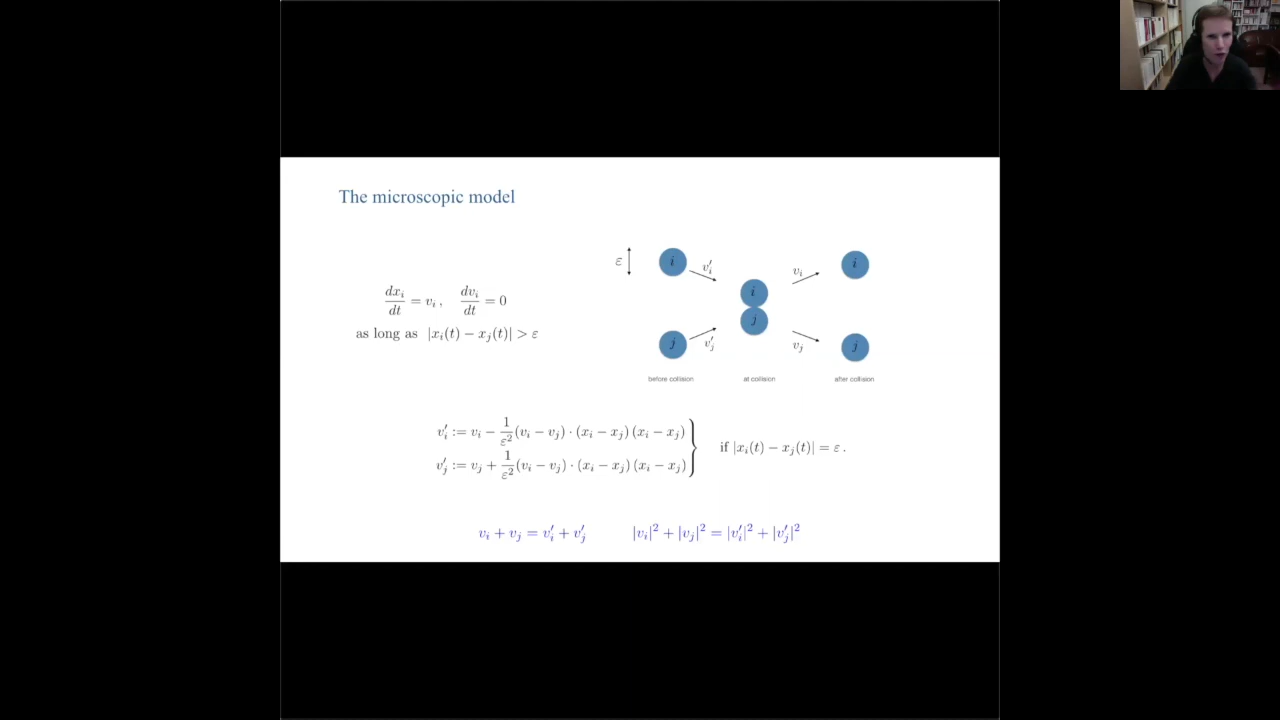 The microscopic model
ε
i
v′ᵢ
vᵢ
i
i
j
dxᵢ/dt = vᵢ ,   dvᵢ/dt = 0
as long as |xᵢ(t) − xⱼ(t)| > ε
j
v′ⱼ
vⱼ
j
before collision
at collision
after collision
v′ᵢ := vᵢ − 1/ε² (vᵢ − vⱼ) · (xᵢ − xⱼ) (xᵢ − xⱼ)
v′ⱼ := vⱼ + 1/ε² (vᵢ − vⱼ) · (xᵢ − xⱼ) (xᵢ − xⱼ)
if |xᵢ(t) − xⱼ(t)| = ε .
vᵢ + vⱼ = v′ᵢ + v′ⱼ   |vᵢ|² + |vⱼ|² = |v′ᵢ|² + |v′ⱼ|²